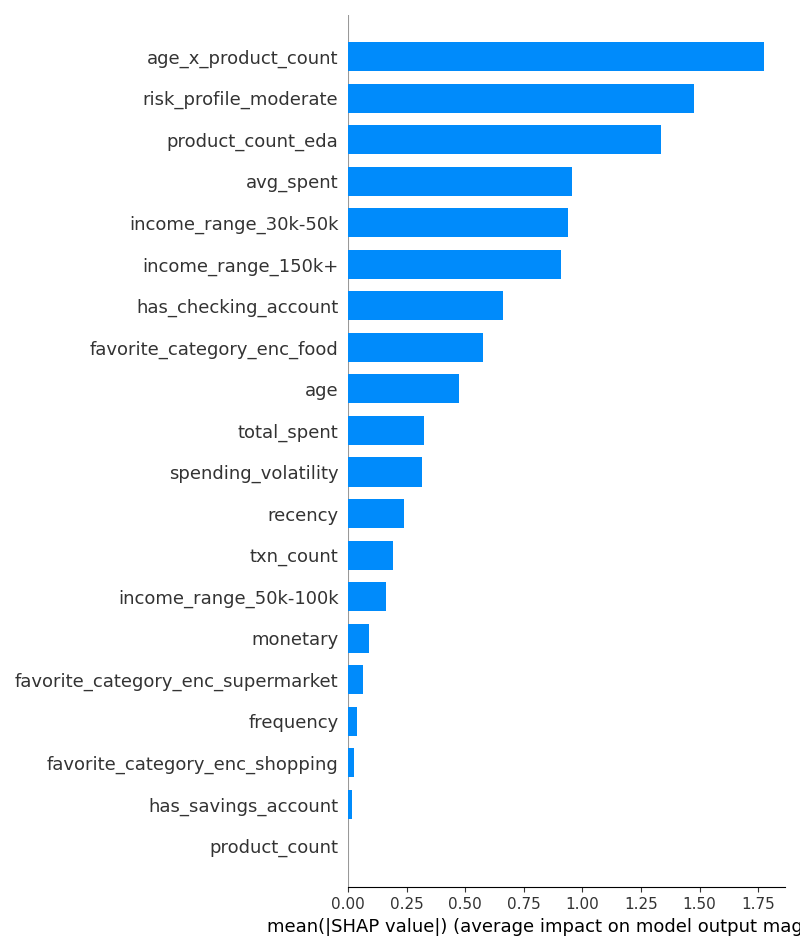 age_x_product_count
risk_profile_moderate
product_count_eda
avg_spent
income_range_30k-50k
income_range_150k+
has_checking_account
favorite_category_enc_food
age
total_spent
spending_volatility
recency
txn_count
income_range_50k-100k
monetary
favorite_category_enc_supermarket
frequency
favorite_category_enc_shopping
has_savings_account
product_count
0.00 0.25 0.50 0.75 1.00 1.25 1.50 1.75
mean(|SHAP value|) (average impact on model output mag